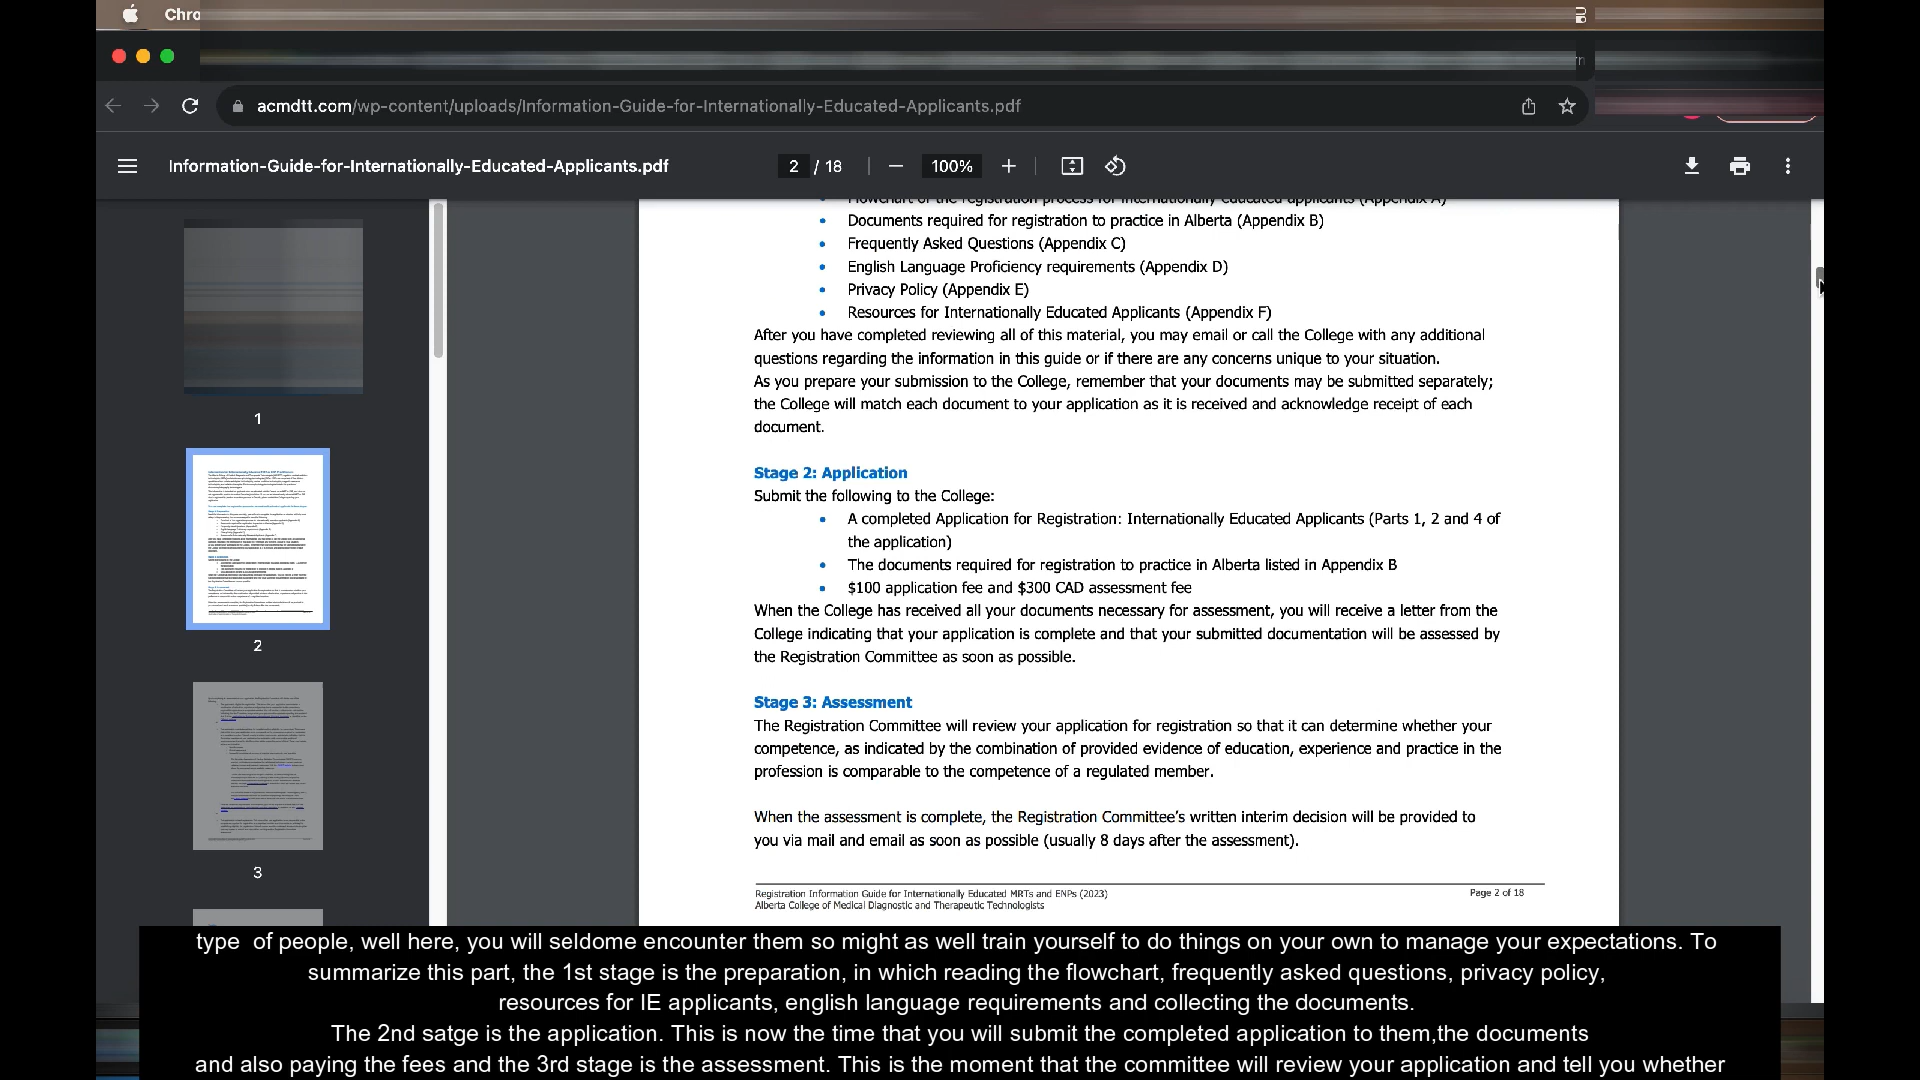 Chro
acmdtt.com/wp-content/uploads/Information-Guide-for-Internationally-Educated-Applicants.pdf
Information-Guide-for-Internationally-Educated-Applicants.pdf
2 / 18
100%
1
2
3
Flowchart of the registration process for internationally educated applicants (Appendix A)
Documents required for registration to practice in Alberta (Appendix B)
Frequently Asked Questions (Appendix C)
English Language Proficiency requirements (Appendix D)
Privacy Policy (Appendix E)
Resources for Internationally Educated Applicants (Appendix F)
After you have completed reviewing all of this material, you may email or call the College with any additional
questions regarding the information in this guide or if there are any concerns unique to your situation.
As you prepare your submission to the College, remember that your documents may be submitted separately;
the College will match each document to your application as it is received and acknowledge receipt of each
document.
Stage 2: Application
Submit the following to the College:
A completed Application for Registration: Internationally Educated Applicants (Parts 1, 2 and 4 of
the application)
The documents required for registration to practice in Alberta listed in Appendix B
$100 application fee and $300 CAD assessment fee
When the College has received all your documents necessary for assessment, you will receive a letter from the
College indicating that your application is complete and that your submitted documentation will be assessed by
the Registration Committee as soon as possible.
Stage 3: Assessment
The Registration Committee will review your application for registration so that it can determine whether your
competence, as indicated by the combination of provided evidence of education, experience and practice in the
profession is comparable to the competence of a regulated member.
When the assessment is complete, the Registration Committee's written interim decision will be provided to
you via mail and email as soon as possible (usually 8 days after the assessment).
Registration Information Guide for Internationally Educated MRTs and ENPs (2023)
Page 2 of 18
Alberta College of Medical Diagnostic and Therapeutic Technologists
type  of people, well here, you will seldome encounter them so might as well train yourself to do things on your own to manage your expectations. To
summarize this part, the 1st stage is the preparation, in which reading the flowchart, frequently asked questions, privacy policy,
resources for IE applicants, english language requirements and collecting the documents.
The 2nd satge is the application. This is now the time that you will submit the completed application to them,the documents
and also paying the fees and the 3rd stage is the assessment. This is the moment that the committee will review your application and tell you whether